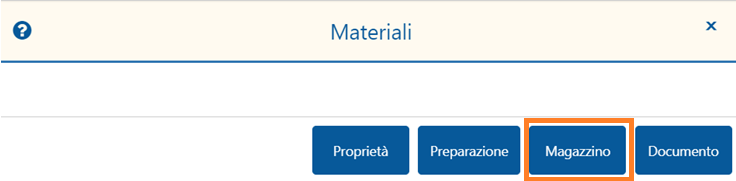 ? Materiali ×
Proprietà Preparazione Magazzino Documento